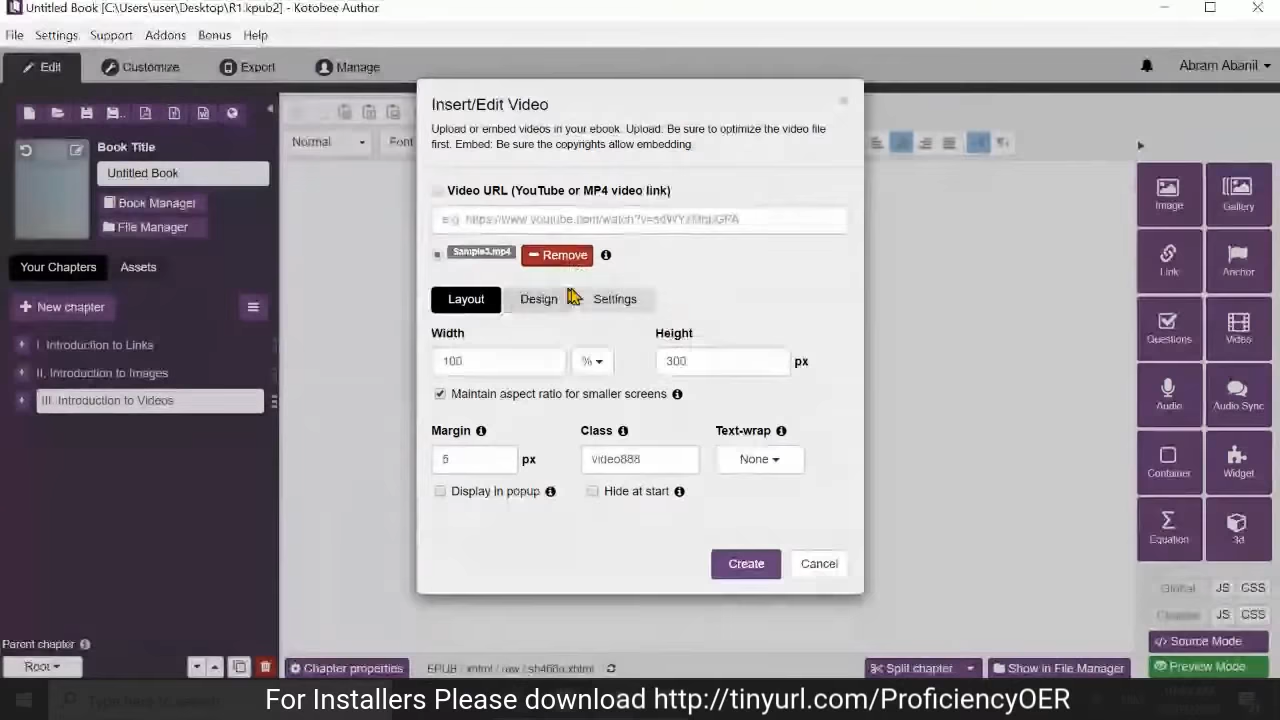 Untitled Book [C:\Users\user\Desktop\R1.kpub2] - Kotobee Author
File Settings Support Addons Bonus Help
Edit Customize Export Manage
Abram Abanil
Book Title
Untitled Book
Book Manager
File Manager
Your Chapters Assets
New chapter
I. Introduction to Links
II. Introduction to Images
III. Introduction to Videos
Parent chapter
Root
Normal Font
Insert/Edit Video
Upload or embed videos in your ebook. Upload: Be sure to optimize the video file
first. Embed: Be sure the copyrights allow embedding
Video URL (YouTube or MP4 video link)
Sample3.mp4 Remove
Layout Design Settings
Width Height
100 % 300 px
Maintain aspect ratio for smaller screens
Margin Class Text-wrap
5 px video888 None
Display in popup Hide at start
Create Cancel
Image Gallery
Link Anchor
Questions Video
Audio Audio Sync
Container Widget
Equation 3d
Global JS CSS
JS CSS
</> Source Mode
Preview Mode
Chapter properties
Split chapter Show in File Manager
Type here to search
For Installers Please download http://tinyurl.com/ProficiencyOER